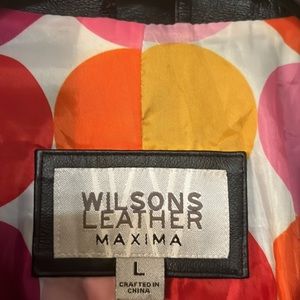 WILSONS
LEATHER
MAXIMA
L
CRAFTED IN
CHINA